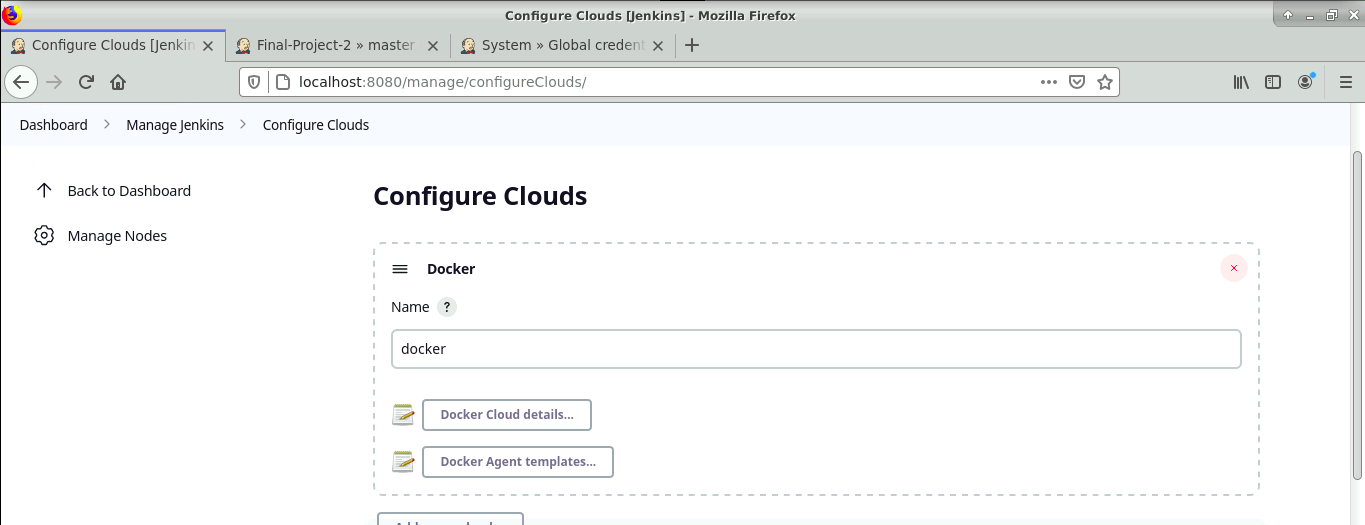 Configure Clouds [Jenkins] - Mozilla Firefox
Configure Clouds [Jenkin
Final-Project-2 » master
System » Global creden
localhost:8080/manage/configureClouds/
Dashboard > Manage Jenkins > Configure Clouds
Back to Dashboard
Manage Nodes
Configure Clouds
Docker
Name ?
docker
Docker Cloud details...
Docker Agent templates...